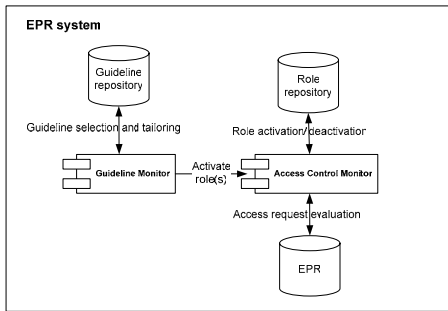 EPR system
Guideline
repository
Role
repository
Guideline selection and tailoring
Role activation/deactivation
Guideline Monitor
Activate
role(s)
Access Control Monitor
Access request evaluation
EPR